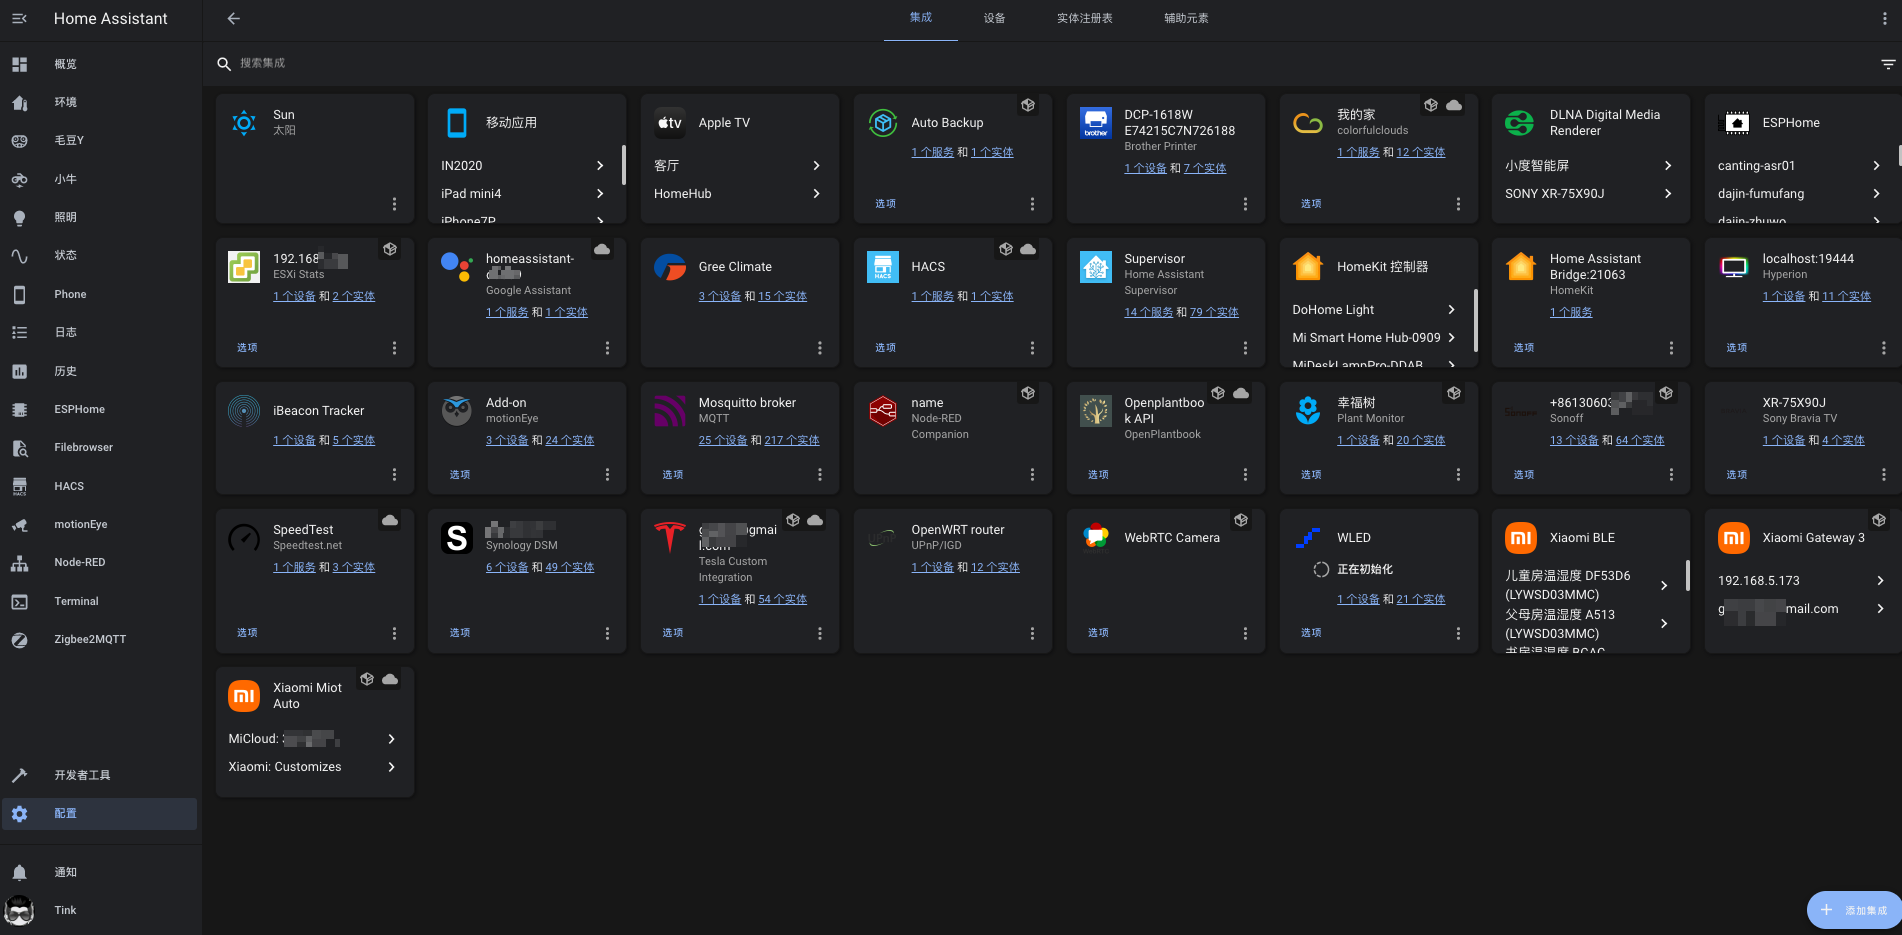 Home Assistant
集成
设备
实体注册表
辅助元素
搜索集成
概览
环境
毛豆Y
小牛
照明
状态
Phone
日志
历史
ESPHome
Filebrowser
HACS
motionEye
Node-RED
Terminal
Zigbee2MQTT
开发者工具
配置
通知
Tink
Sun
太阳
移动应用
IN2020
iPad mini4
iPhone7P
Apple TV
客厅
HomeHub
Auto Backup
1 个服务 和 1 个实体
选项
DCP-1618W
E74215C7N726188
Brother Printer
1 个设备 和 7 个实体
brother
我的家
colorfulclouds
1 个服务 和 12 个实体
选项
DLNA Digital Media
Renderer
小度智能屏
SONY XR-75X90J
ESPHome
canting-asr01
dajin-fumufang
dajin-zhuwo
192.168
ESXi Stats
1 个设备 和 2 个实体
选项
homeassistant-
Google Assistant
1 个服务 和 1 个实体
Gree Climate
3 个设备 和 15 个实体
HACS
HACS
1 个服务 和 1 个实体
选项
Supervisor
Home Assistant
Supervisor
14 个服务 和 79 个实体
HomeKit 控制器
DoHome Light
Mi Smart Home Hub-0909
MiDeskLampPro-DDAB
Home Assistant
Bridge:21063
HomeKit
1 个服务
选项
localhost:19444
Hyperion
1 个设备 和 11 个实体
选项
iBeacon Tracker
1 个设备 和 5 个实体
Add-on
motionEye
3 个设备 和 24 个实体
选项
Mosquitto broker
MQTT
25 个设备 和 217 个实体
选项
name
Node-RED
Companion
Openplantboo
k API
OpenPlantbook
选项
幸福树
Plant Monitor
1 个设备 和 20 个实体
选项
+86130603
Sonoff
13 个设备 和 64 个实体
选项
XR-75X90J
Sony Bravia TV
1 个设备 和 4 个实体
选项
SpeedTest
Speedtest.net
1 个服务 和 3 个实体
选项
Synology DSM
6 个设备 和 49 个实体
选项
gmai
l.com
Tesla Custom
Integration
1 个设备 和 54 个实体
选项
OpenWRT router
UPnP/IGD
1 个设备 和 12 个实体
WebRTC Camera
选项
WLED
正在初始化
1 个设备 和 21 个实体
选项
Xiaomi BLE
儿童房温湿度 DF53D6
(LYWSD03MMC)
父母房温湿度 A513
(LYWSD03MMC)
书房温湿度 BCAC
Xiaomi Gateway 3
192.168.5.173
g mail.com
Xiaomi Miot
Auto
MiCloud:
Xiaomi: Customizes
添加集成